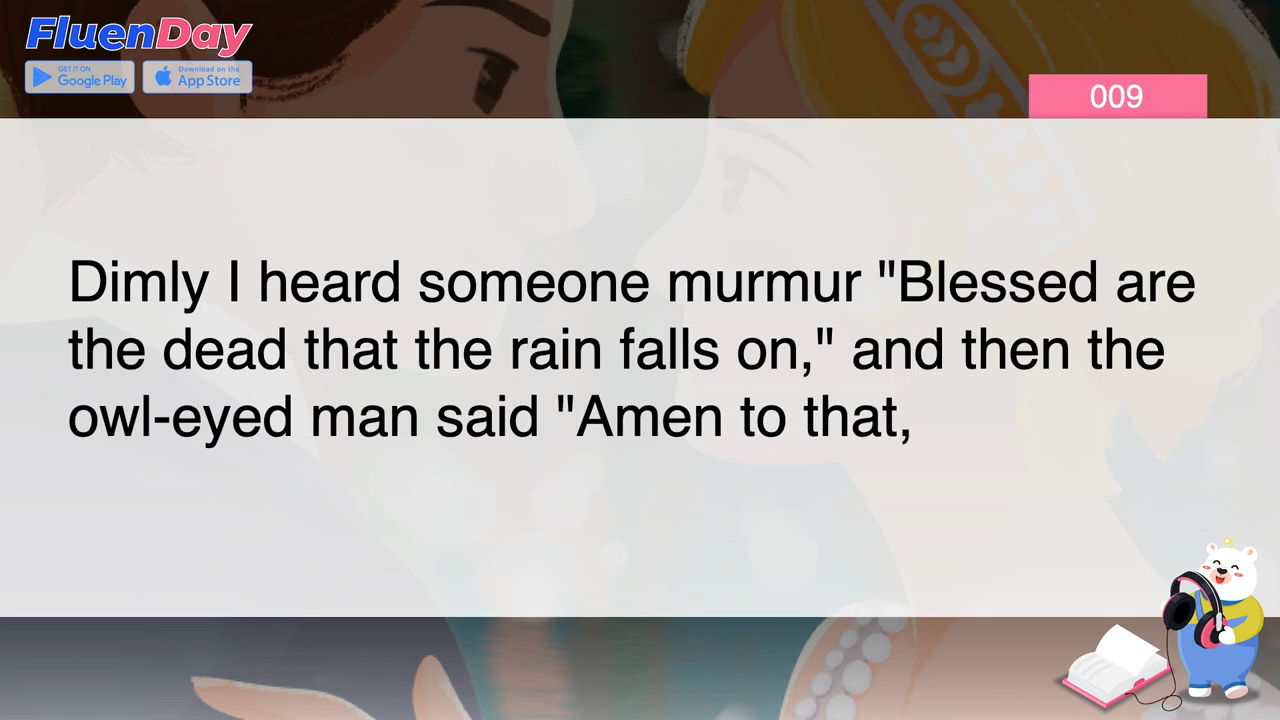 FluenDay
GET IT ON
Google Play
Download on the
App Store
009
Dimly I heard someone murmur "Blessed are
the dead that the rain falls on," and then the
owl-eyed man said "Amen to that,